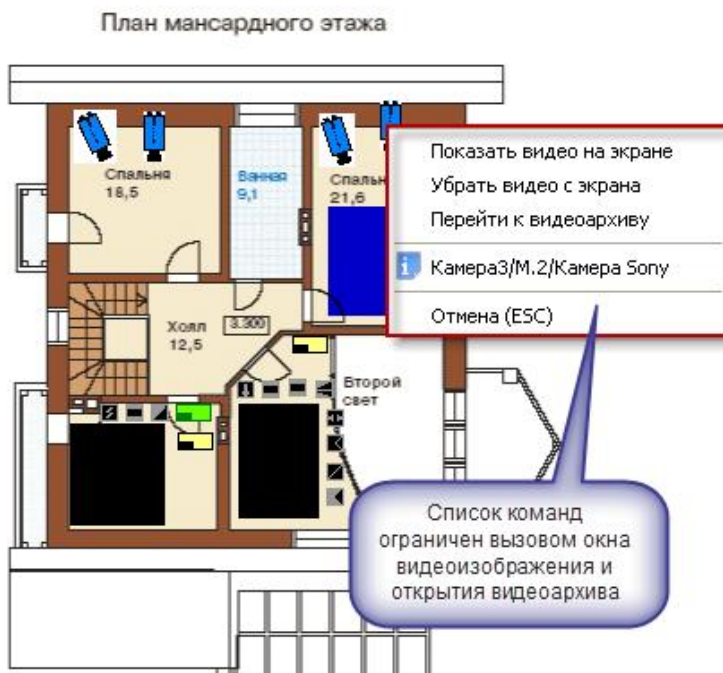 План мансардного этажа
Спальня
18,5
Ванная
9,1
Спальн
21,6
Показать видео на экране
Убрать видео с экрана
Перейти к видеоархиву
Камера3/М.2/Камера Sony
Отмена (ESC)
Холл
12,5
3.300
Второй
свет
Список команд
ограничен вызовом окна
видеоизображения и
открытия видеоархива